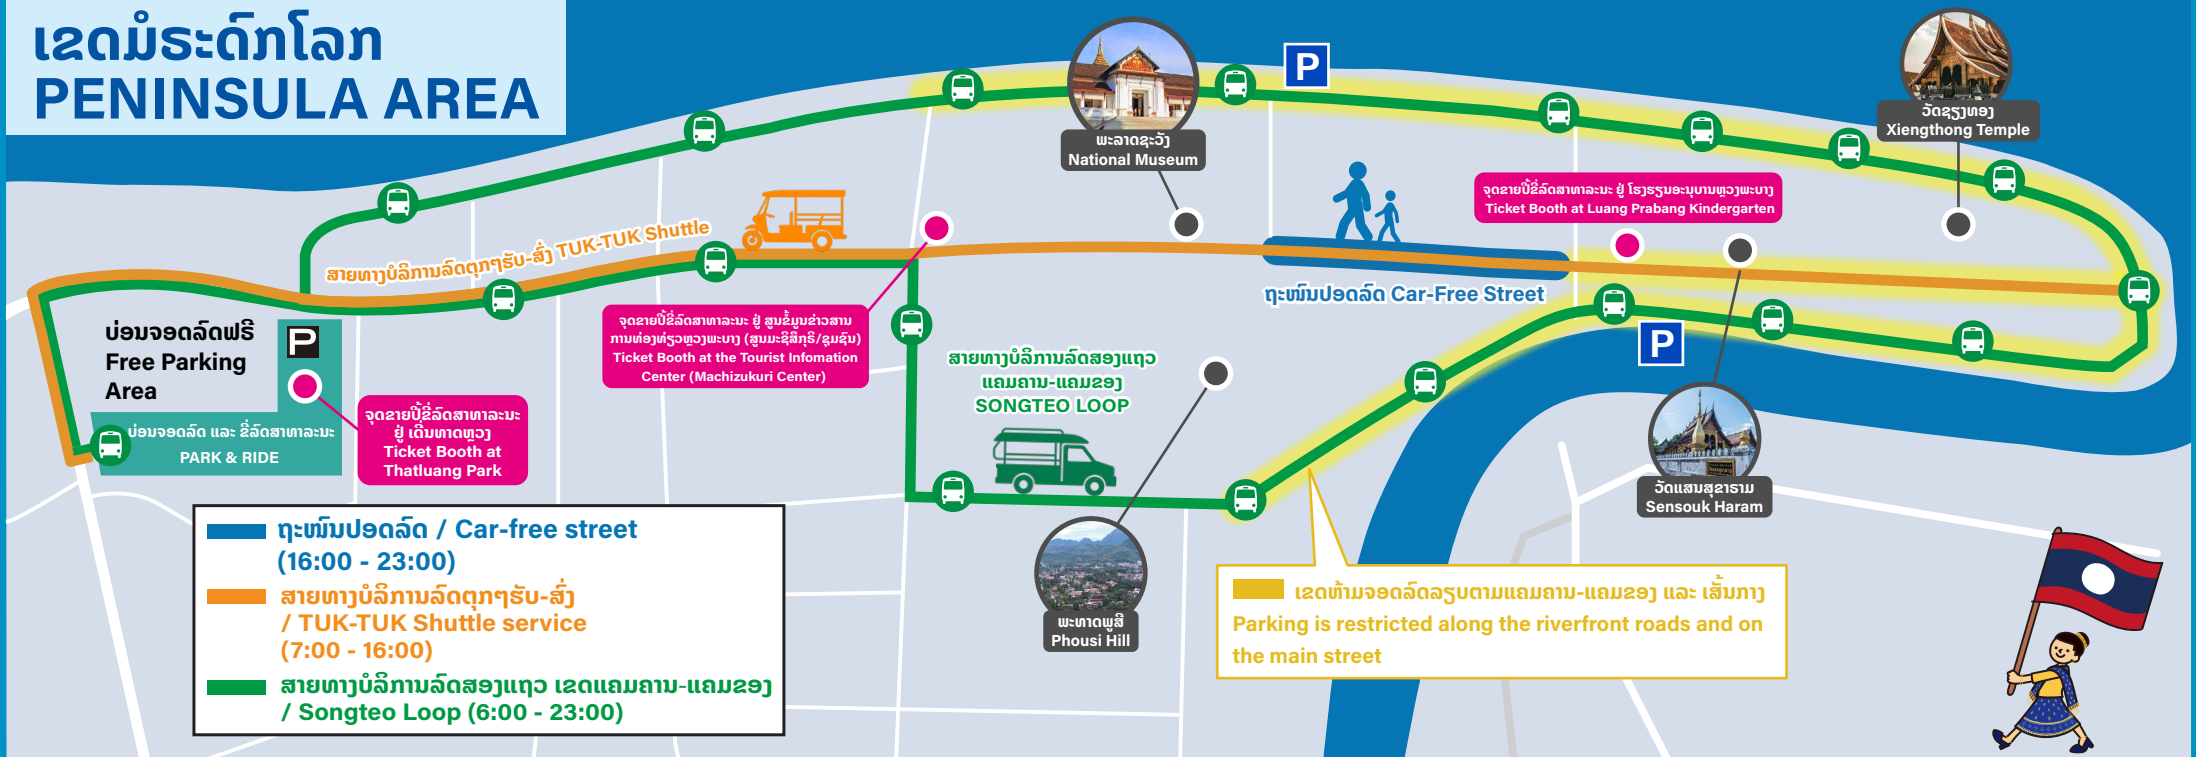 ເຂດມໍຣະດົກໂລກ
PENINSULA AREA
P
ພະລາດຊະວັງ
National Museum
ວັດຊຽງທອງ
Xiengthong Temple
ສາຍທາງບໍລິການລົດຕຸກໆຮັບ-ສົ່ງ TUK-TUK Shuttle
ຈຸດຂາຍປີ້ຂີ່ລົດສາທາລະນະ ຢູ່ ໂຮງຮຽນອະນຸບານຫຼວງພະບາງ
Ticket Booth at Luang Prabang Kindergarten
ຖະໜົນປອດລົດ Car-Free Street
ບ່ອນຈອດລົດຟຣີ
Free Parking
Area
P
ຈຸດຂາຍປີ້ຂີ່ລົດສາທາລະນະ ຢູ່ ສູນຂໍ້ມູນຂ່າວສານ
ການທ່ອງທ່ຽວຫຼວງພະບາງ (ສູນມະຊິສຶກຸຣິ/ຊຸມຊົນ)
Ticket Booth at the Tourist Infomation
Center (Machizukuri Center)
ສາຍທາງບໍລິການລົດສອງແຖວ
ແຄມຄານ-ແຄມຂອງ
SONGTEO LOOP
P
ບ່ອນຈອດລົດ ແລະ ຂີ່ລົດສາທາລະນະ
PARK & RIDE
ຈຸດຂາຍປີ້ຂີ່ລົດສາທາລະນະ
ຢູ່ ເດີ່ນທາດຫຼວງ
Ticket Booth at
Thatluang Park
ວັດແສນສຸຂາຣາມ
Sensouk Haram
ພະທາດພູສີ
Phousi Hill
ຖະໜົນປອດລົດ / Car-free street
(16:00 - 23:00)
ສາຍທາງບໍລິການລົດຕຸກໆຮັບ-ສົ່ງ
/ TUK-TUK Shuttle service
(7:00 - 16:00)
ສາຍທາງບໍລິການລົດສອງແຖວ ເຂດແຄມຄານ-ແຄມຂອງ
/ Songteo Loop (6:00 - 23:00)
ເຂດຫ້າມຈອດລົດລຽບຕາມແຄມຄານ-ແຄມຂອງ ແລະ ເສັ້ນກາງ
Parking is restricted along the riverfront roads and on
the main street